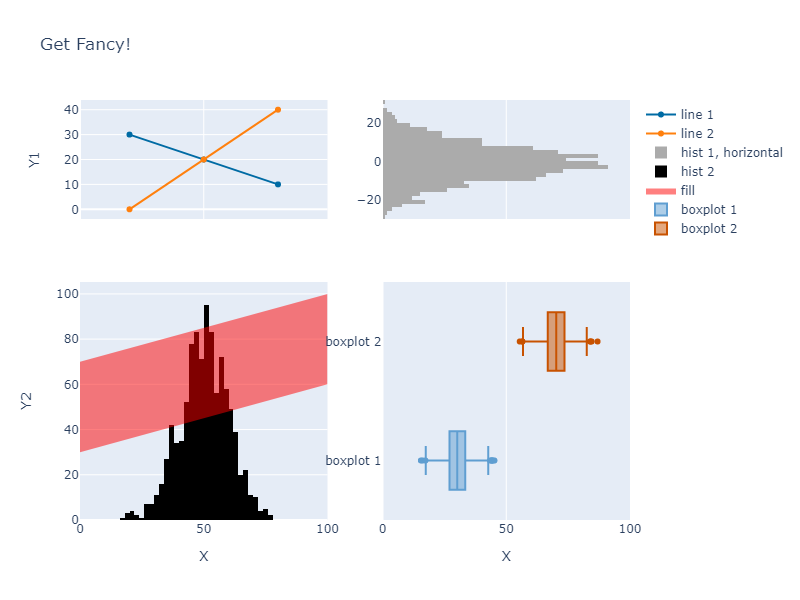 Get Fancy!
Y1
40
30
20
10
0
20
0
−20
line 1
line 2
hist 1, horizontal
hist 2
fill
boxplot 1
boxplot 2
Y2
100
80
60
40
20
0
0 50 100
X
boxplot 2
boxplot 1
0 50 100
X